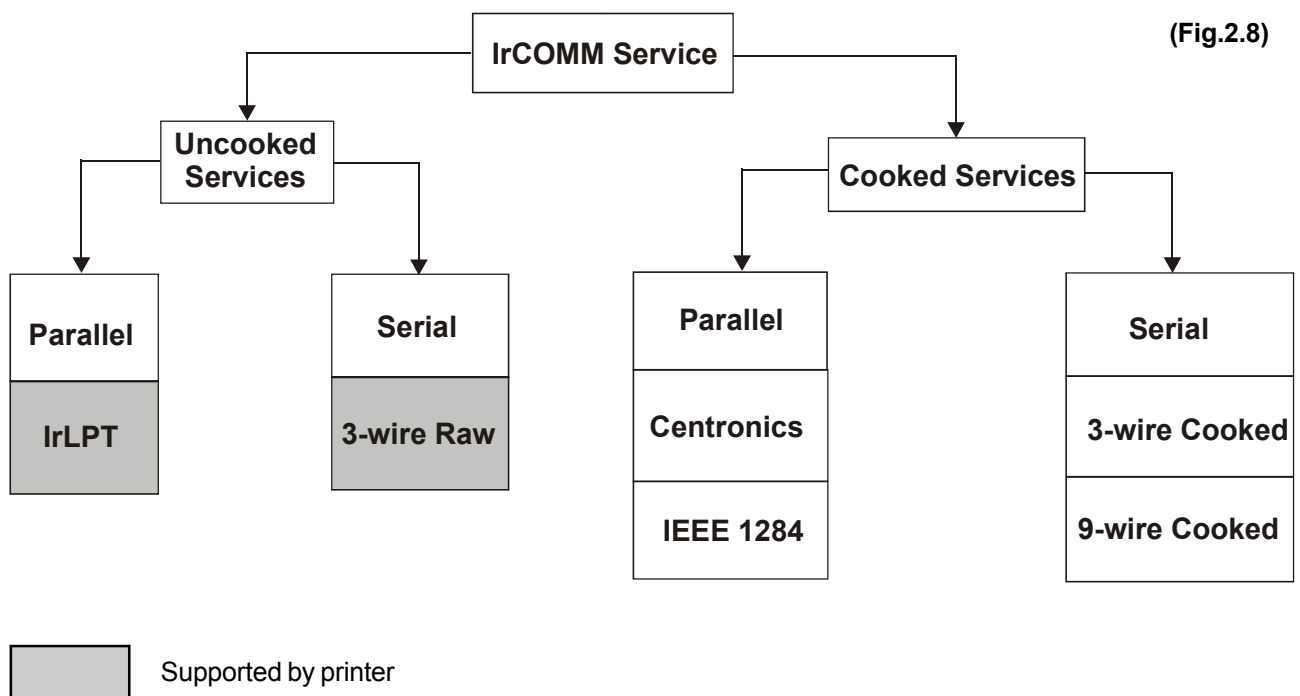 (Fig.2.8)
IrCOMM Service
Uncooked
Services
Cooked Services
Parallel
IrLPT
Serial
3-wire Raw
Parallel
Centronics
IEEE 1284
Serial
3-wire Cooked
9-wire Cooked
Supported by printer